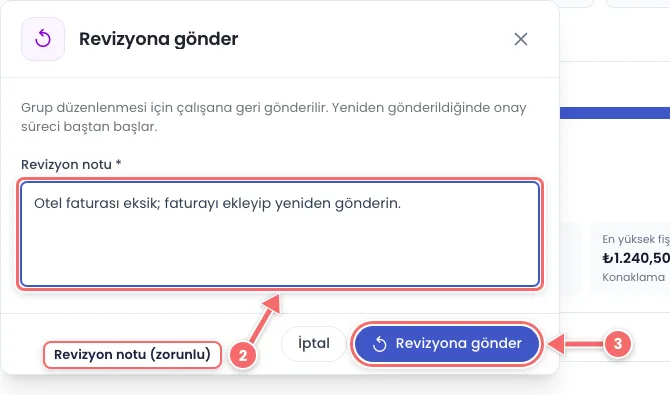 Revizyona gönder
Grup düzenlenmesi için çalışana geri gönderilir. Yeniden gönderildiğinde onay
süreci baştan başlar.
Revizyon notu *
Otel faturası eksik; faturayı ekleyip yeniden gönderin.
En yüksek fiş
₺1.240,50
Konaklama
Revizyon notu (zorunlu)
2
İptal
Revizyona gönder
3